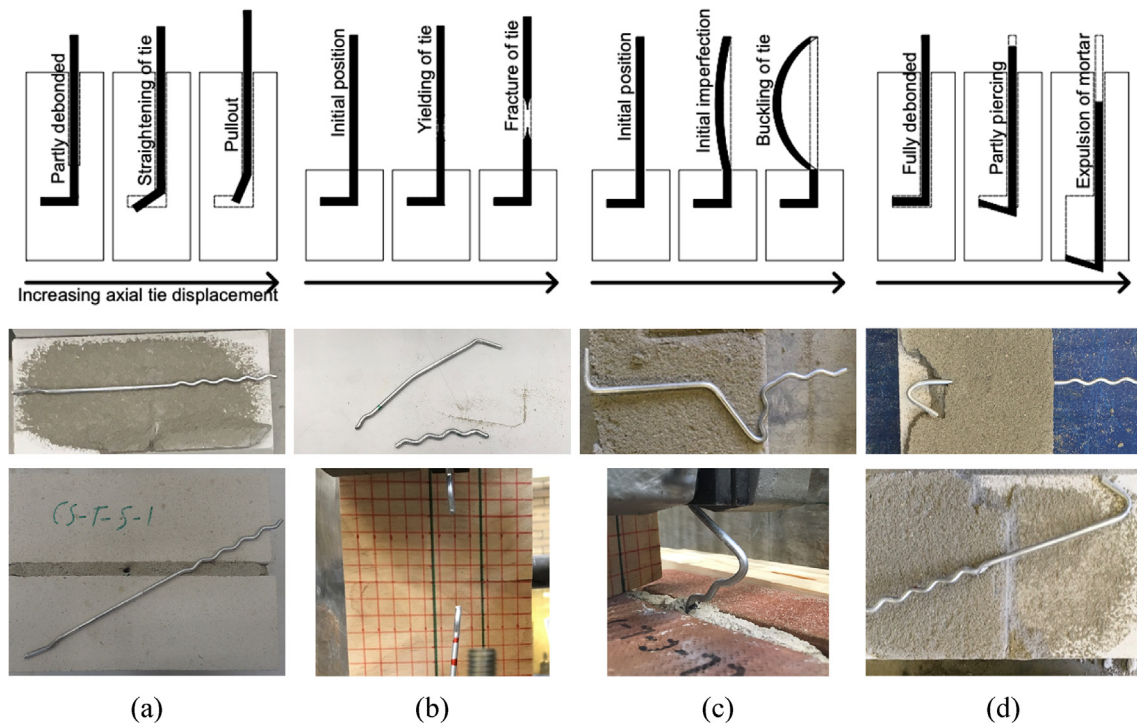 Partly debonded
Straightening of tie
Pullout
Initial position
Yielding of tie
Fracture of tie
Initial position
Initial imperfection
Buckling of tie
Fully debonded
Partly piercing
Expulsion of mortar
Increasing axial tie displacement
CS-T-5-1
(a)
(b)
(c)
(d)